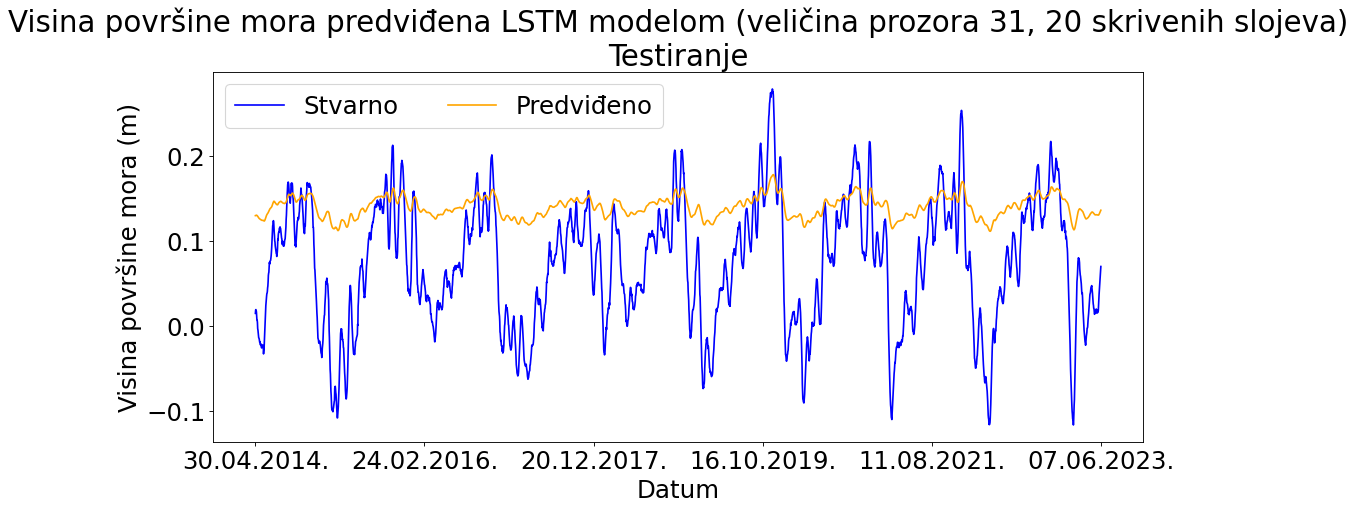 Visina površine mora predviđena LSTM modelom (veličina prozora 31, 20 skrivenih slojeva)
Testiranje
Stvarno
Predviđeno
Visina površine mora (m)
0.2
0.1
0.0
−0.1
30.04.2014.
24.02.2016.
20.12.2017.
16.10.2019.
11.08.2021.
07.06.2023.
Datum